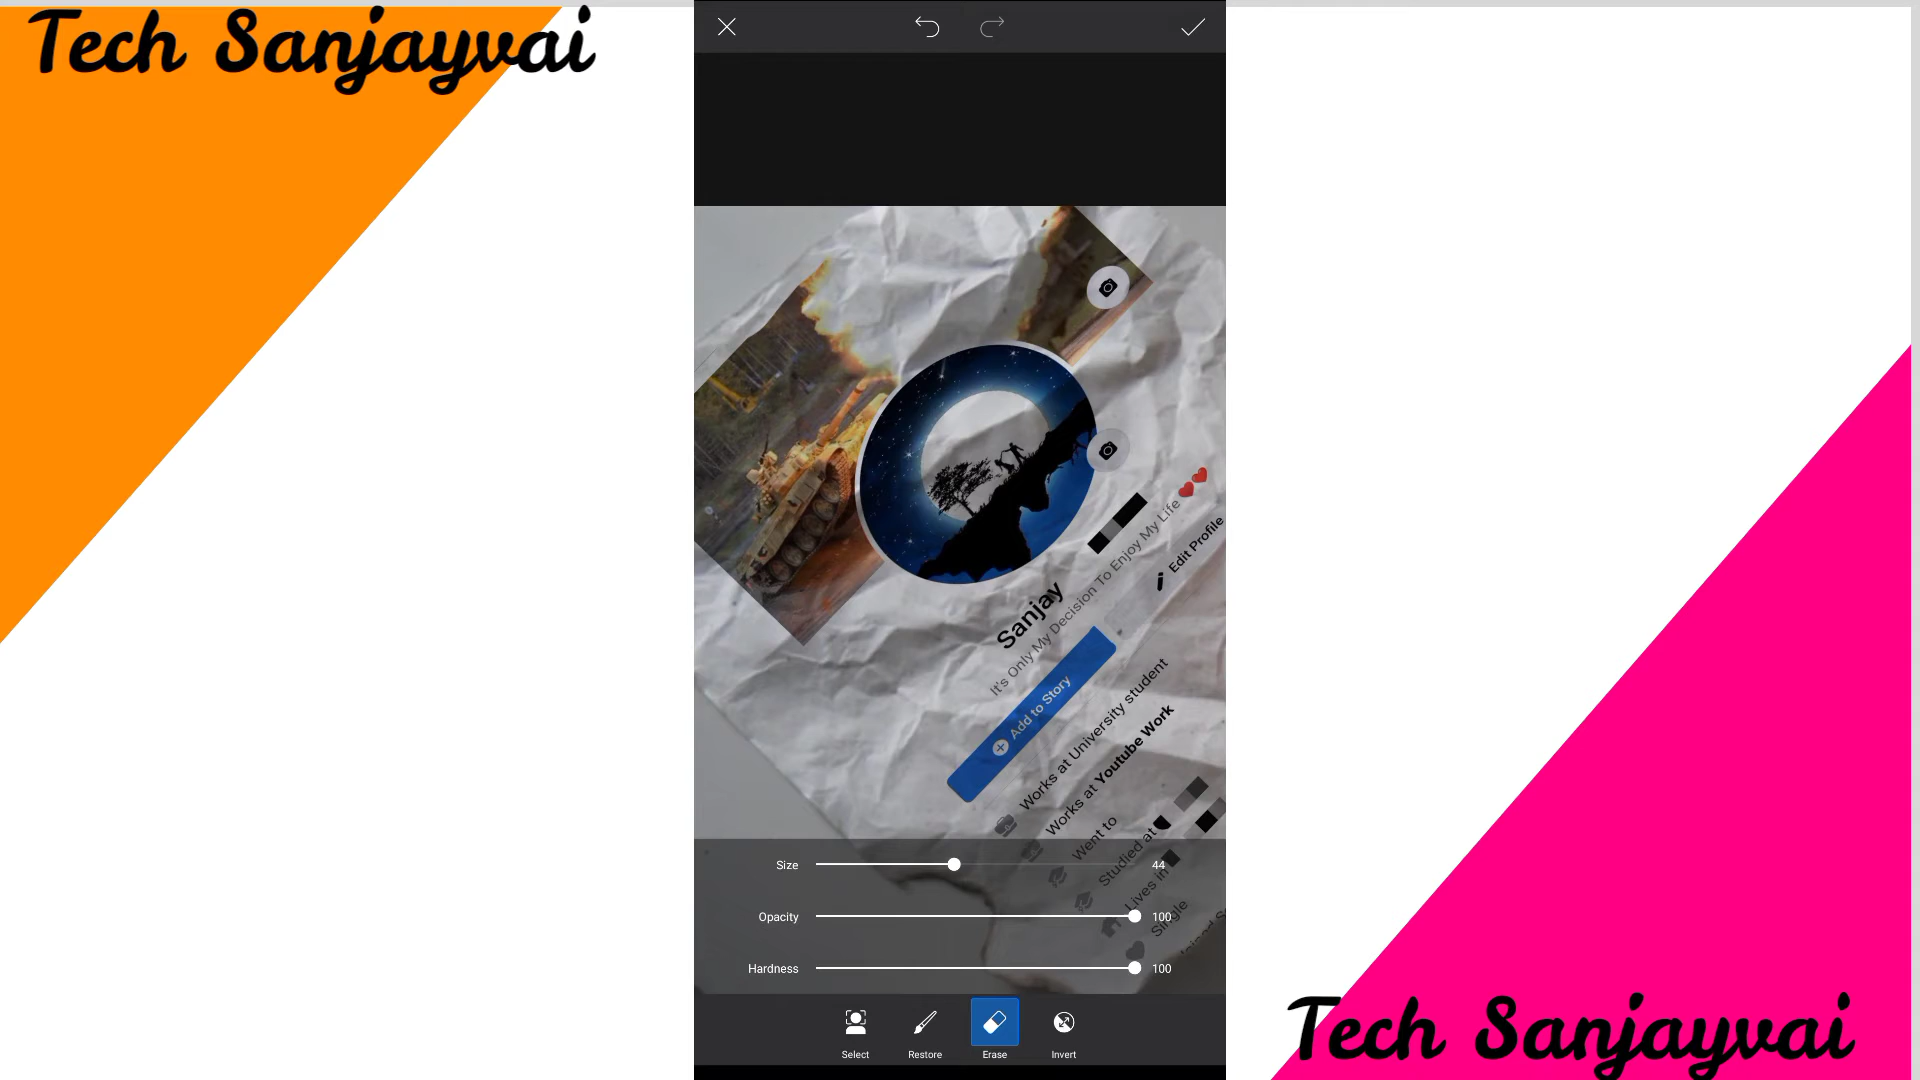 Tech Sanjayvai
Sanjay
It's Only My Decision To Enjoy My Life
Edit Profile
Add to Story
Works at University student
Works at Youtube Work
Went to
Studied at
Lives in
Single
Size 44
Opacity 100
Hardness 100
Select Restore Erase Invert
Tech Sanjayvai